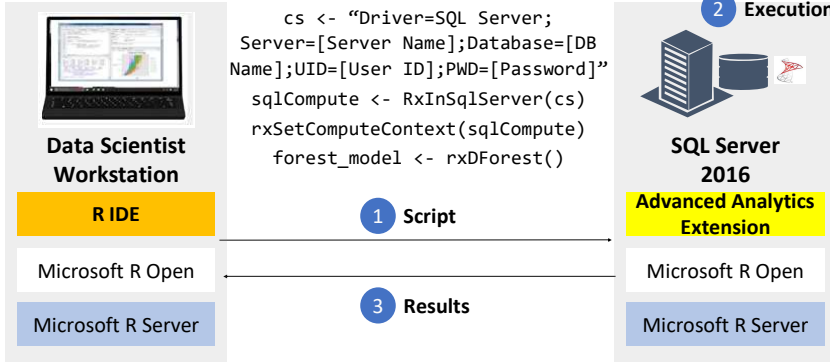 cs <- “Driver=SQL Server;
Server=[Server Name];Database=[DB
Name];UID=[User ID];PWD=[Password]”
sqlCompute <- RxInSqlServer(cs)
rxSetComputeContext(sqlCompute)
forest_model <- rxDForest()
2 Execution
Data Scientist
Workstation
R IDE
Microsoft R Open
Microsoft R Server
1 Script
3 Results
SQL Server
2016
Advanced Analytics
Extension
Microsoft R Open
Microsoft R Server